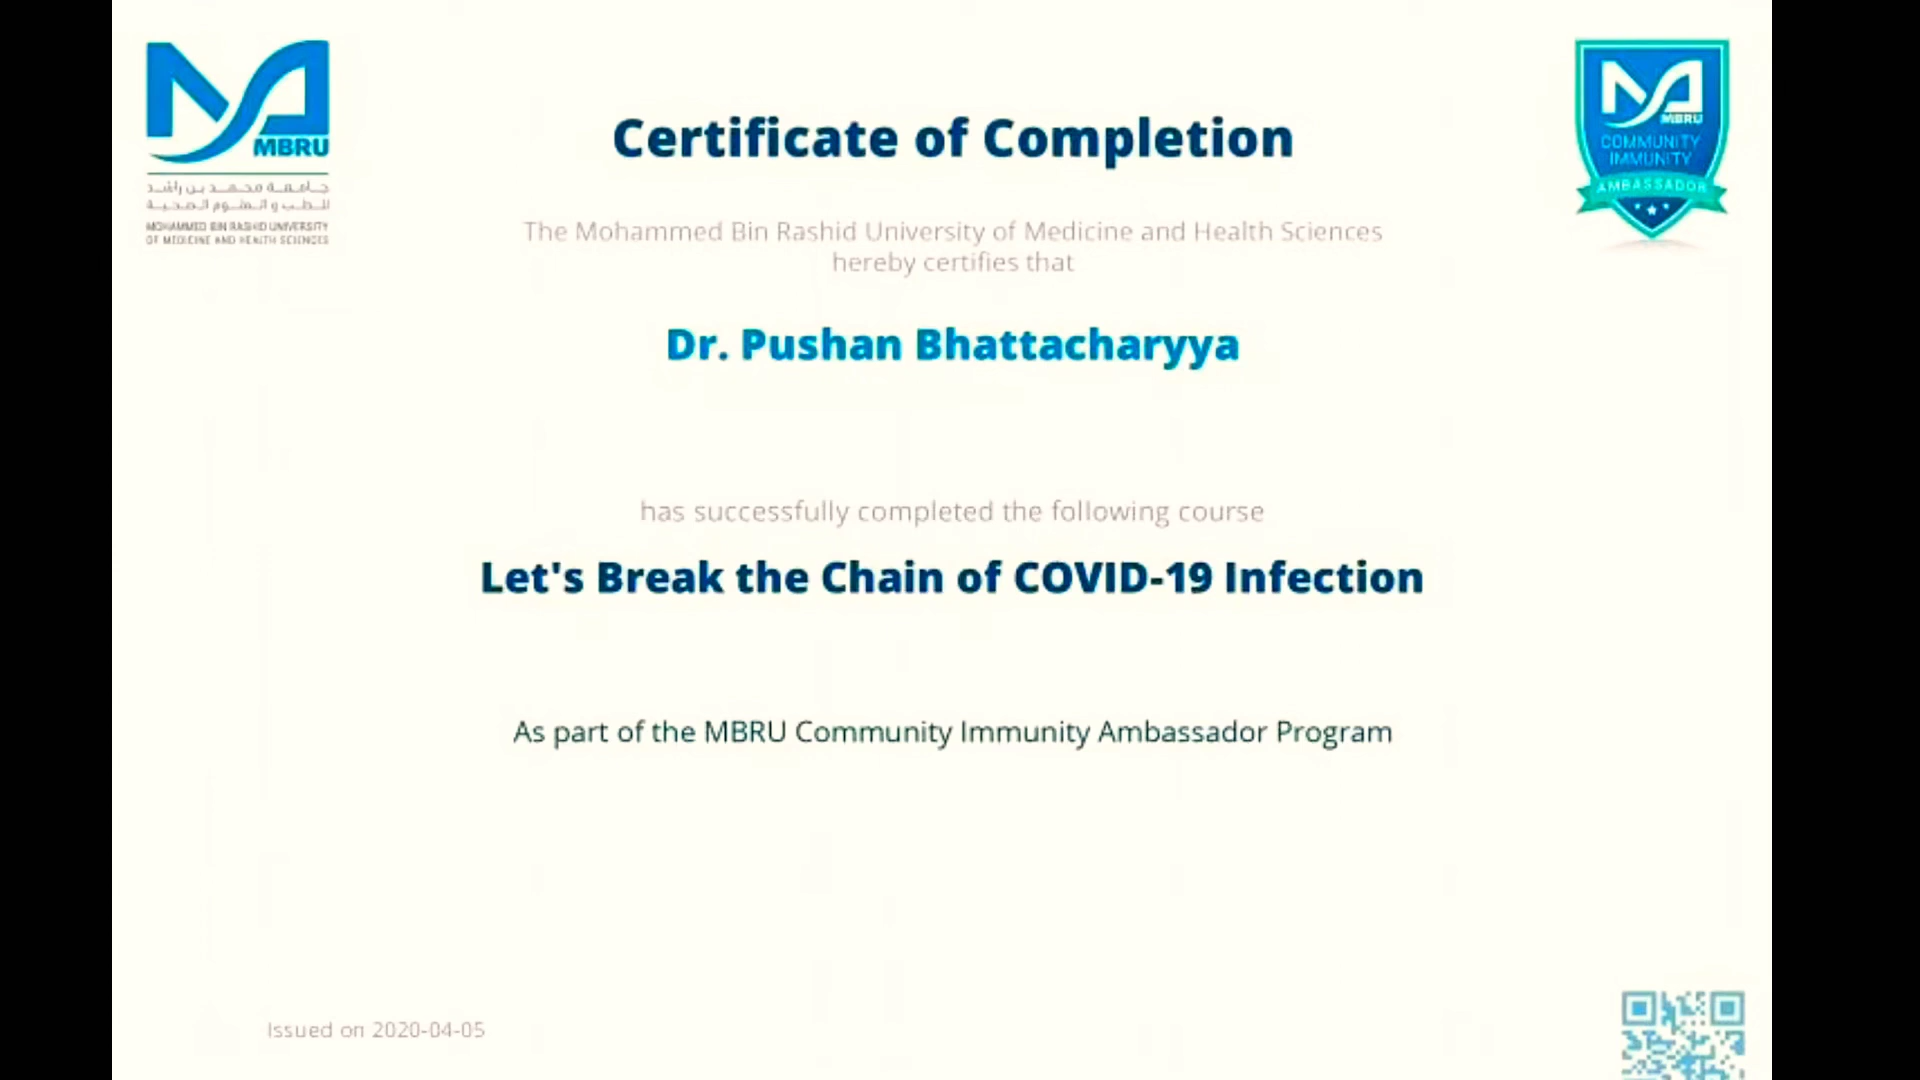 MBRU
جامعة محمد بن راشد
للطب و العلوم الصحية
MOHAMMED BIN RASHID UNIVERSITY
OF MEDICINE AND HEALTH SCIENCES
Certificate of Completion
MBRU
COMMUNITY
IMMUNITY
AMBASSADOR
The Mohammed Bin Rashid University of Medicine and Health Sciences
hereby certifies that
Dr. Pushan Bhattacharyya
has successfully completed the following course
Let's Break the Chain of COVID-19 Infection
As part of the MBRU Community Immunity Ambassador Program
Issued on 2020-04-05